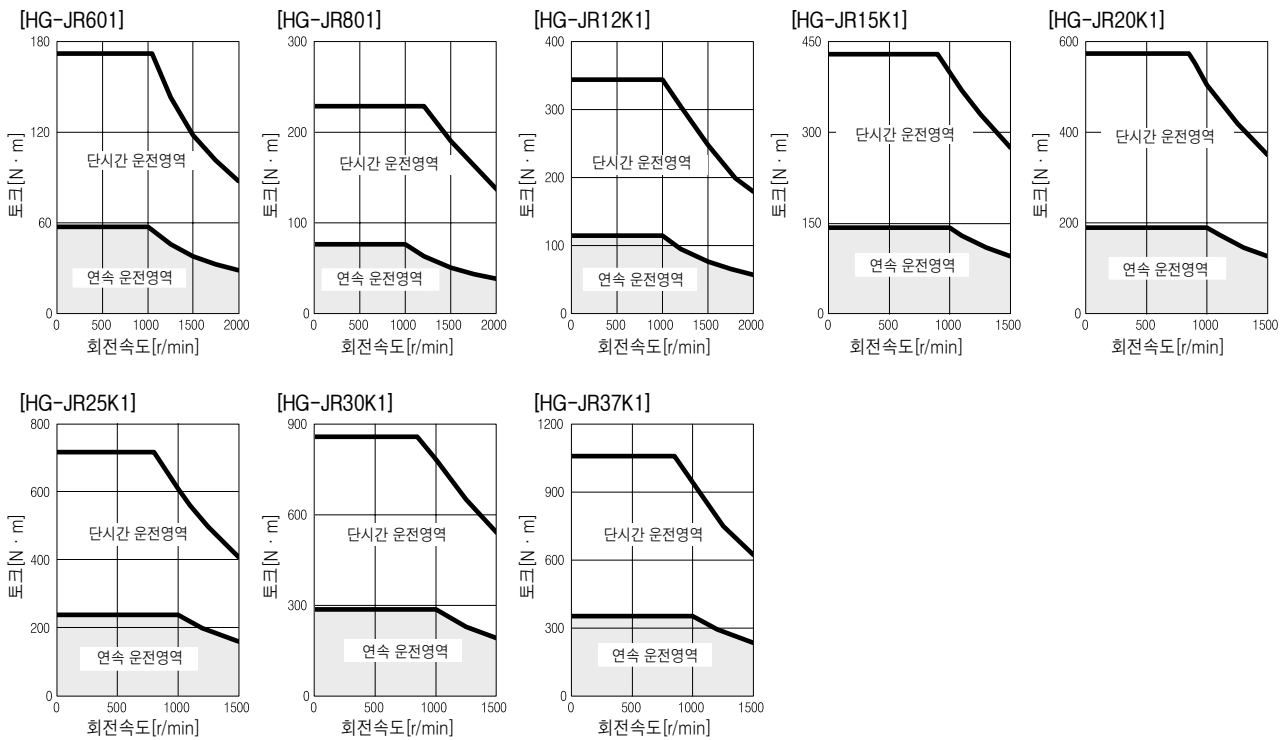 [HG-JR601]
180
120
60
0
토크[N · m]
단시간 운전영역
연속 운전영역
0 500 1000 1500 2000
회전속도[r/min]
[HG-JR801]
300
200
100
0
토크[N · m]
단시간 운전영역
연속 운전영역
0 500 1000 1500 2000
회전속도[r/min]
[HG-JR12K1]
400
300
200
100
0
토크[N · m]
단시간 운전영역
연속 운전영역
0 500 1000 1500 2000
회전속도[r/min]
[HG-JR15K1]
450
300
150
0
토크[N · m]
단시간 운전영역
연속 운전영역
0 500 1000 1500
회전속도[r/min]
[HG-JR20K1]
600
400
200
0
토크[N · m]
단시간 운전영역
연속 운전영역
0 500 1000 1500
회전속도[r/min]
[HG-JR25K1]
800
600
400
200
0
토크[N · m]
단시간 운전영역
연속 운전영역
0 500 1000 1500
회전속도[r/min]
[HG-JR30K1]
900
600
300
0
토크[N · m]
단시간 운전영역
연속 운전영역
0 500 1000 1500
회전속도[r/min]
[HG-JR37K1]
1200
900
600
300
0
토크[N · m]
단시간 운전영역
연속 운전영역
0 500 1000 1500
회전속도[r/min]